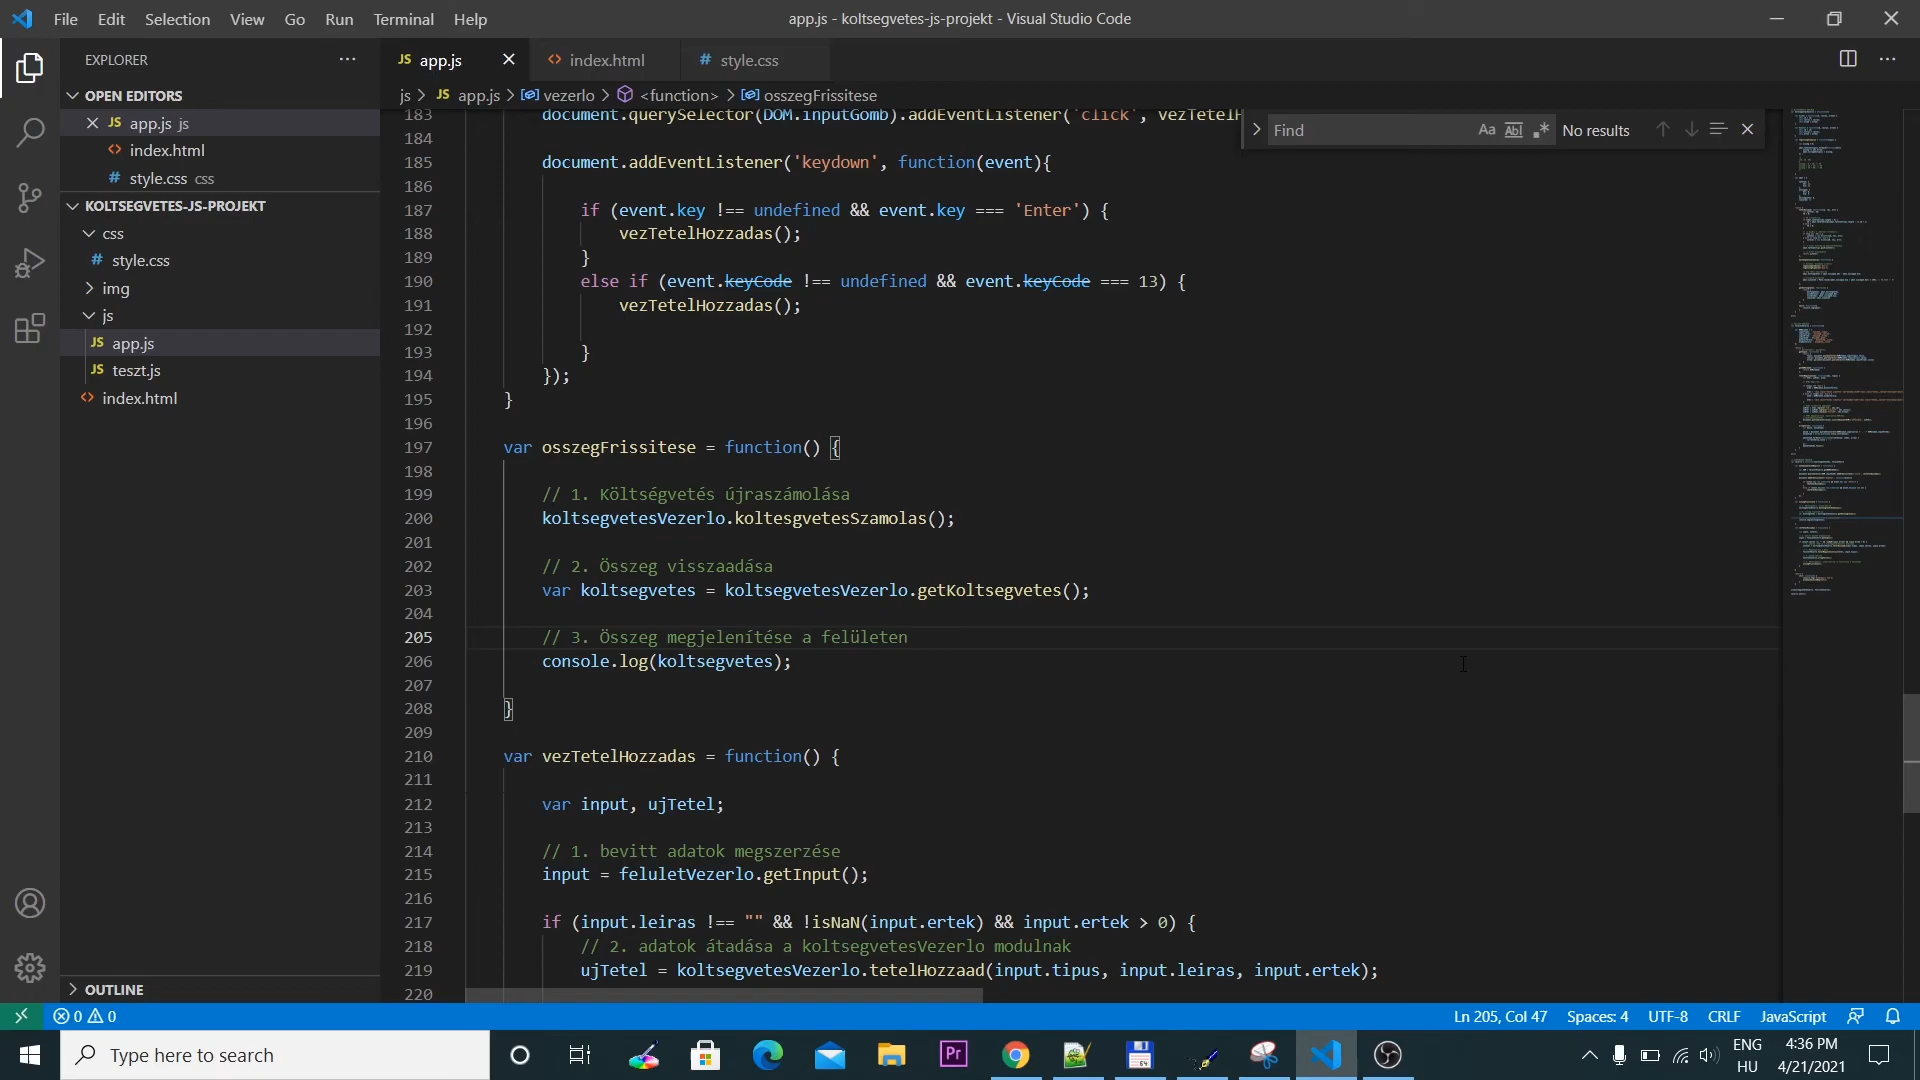 File Edit Selection View Go Run Terminal Help
app.js - koltsegvetes-js-projekt - Visual Studio Code
EXPLORER
OPEN EDITORS
app.js js
index.html
style.css css
KOLTSEGVETES-JS-PROJEKT
css
style.css
img
js
app.js
teszt.js
index.html
OUTLINE
app.js
index.html
style.css
js > app.js > vezerlo > <function> > osszegFrissitese
Find
No results
183 document.querySelector(DOM.inputGomb).addEventListener('click', vezTetelH
184
185 document.addEventListener('keydown', function(event){
186
187 if (event.key !== undefined && event.key === 'Enter') {
188 vezTetelHozzadas();
189 }
190 else if (event.keyCode !== undefined && event.keyCode === 13) {
191 vezTetelHozzadas();
192
193 }
194 });
195 }
196
197 var osszegFrissitese = function() {
198
199 // 1. Költségvetés újraszámolása
200 koltsegvetesVezerlo.koltesgvetesSzamolas();
201
202 // 2. Összeg visszaadása
203 var koltsegvetes = koltsegvetesVezerlo.getKoltsegvetes();
204
205 // 3. Összeg megjelenítése a felületen
206 console.log(koltsegvetes);
207
208 }
209
210 var vezTetelHozzadas = function() {
211
212 var input, ujTetel;
213
214 // 1. bevitt adatok megszerzése
215 input = feluletVezerlo.getInput();
216
217 if (input.leiras !== "" && !isNaN(input.ertek) && input.ertek > 0) {
218 // 2. adatok átadása a koltsegvetesVezerlo modulnak
219 ujTetel = koltsegvetesVezerlo.tetelHozzaad(input.tipus, input.leiras, input.ertek);
220
0 0
Ln 205, Col 47 Spaces: 4 UTF-8 CRLF JavaScript
Type here to search
ENG
HU
4:36 PM
4/21/2021